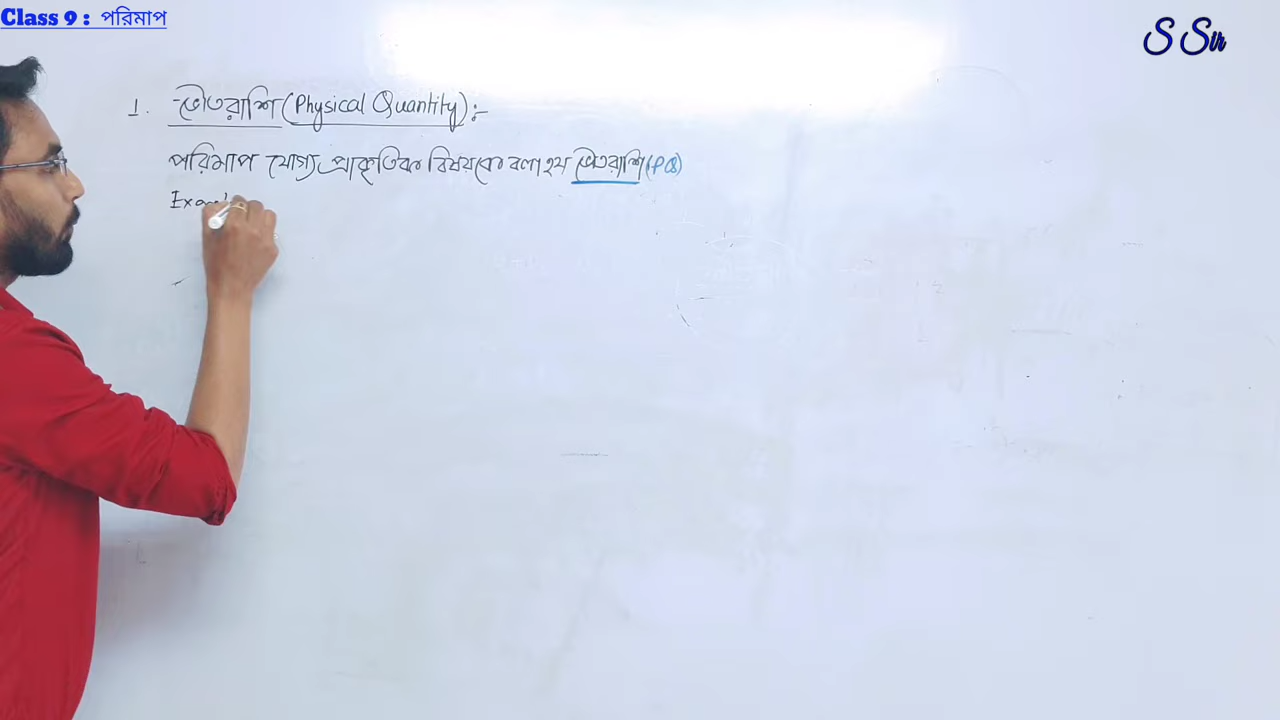 Class 9 : পরিমাপ
S Sir
1. ভৌতরাশি (Physical Quantity):-
পরিমাপ যোগ্য প্রাকৃতিক বিষয়কে বলা হয় ভৌতরাশি (PQ)